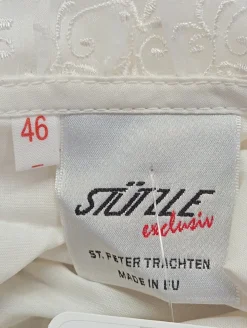 46
STÜTZLE
exclusiv
ST. PETER TRACHTEN
MADE IN EU